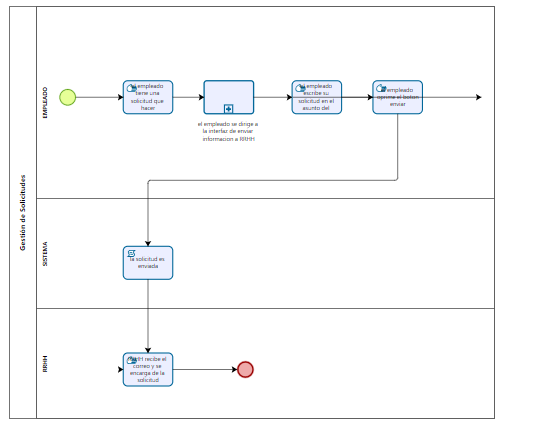 Gestión de Solicitudes
EMPLEADO
el empleado
tiene una
solicitud que
hacer
el empleado se dirige a
la interfaz de enviar
informacion a RRHH
el empleado
escribe su
solicitud en el
asunto del
el empleado
oprime el boton
enviar
SISTEMA
la solicitud es
enviada
RRHH
RRHH recibe el
correo y se
encarga de la
solicitud